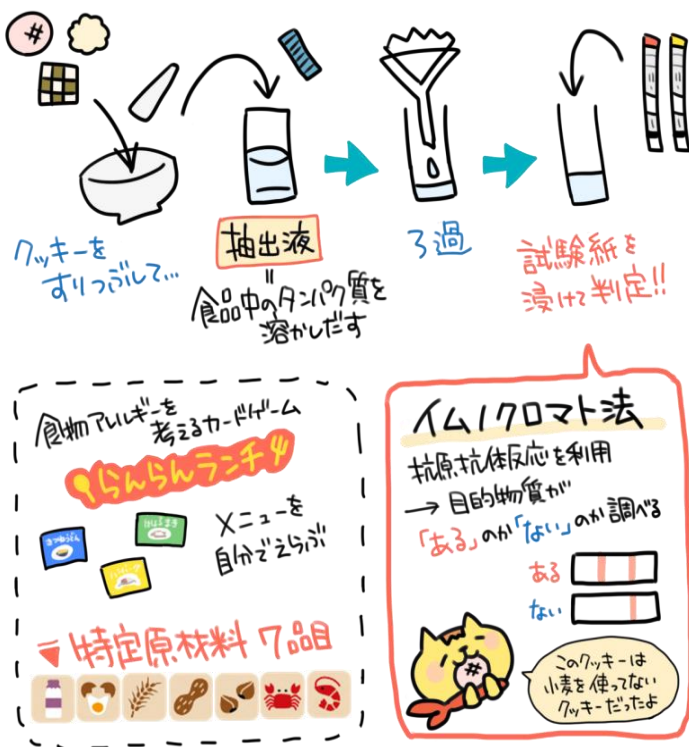 クッキーを
すりつぶして…
抽出液
=
食品中のタンパク質を
溶かしだす
ろ過
試験紙を
浸けて判定!!
食物アレルギーを
考えるカードゲーム
らんらんランチ
メニューを
自分でえらぶ
特定原材料 7品目
イムノクロマト法
抗原抗体反応を利用
→ 目的物質が
「ある」のか「ない」のか調べる
ある
ない
このクッキーは
小麦を使ってない
クッキーだったよ